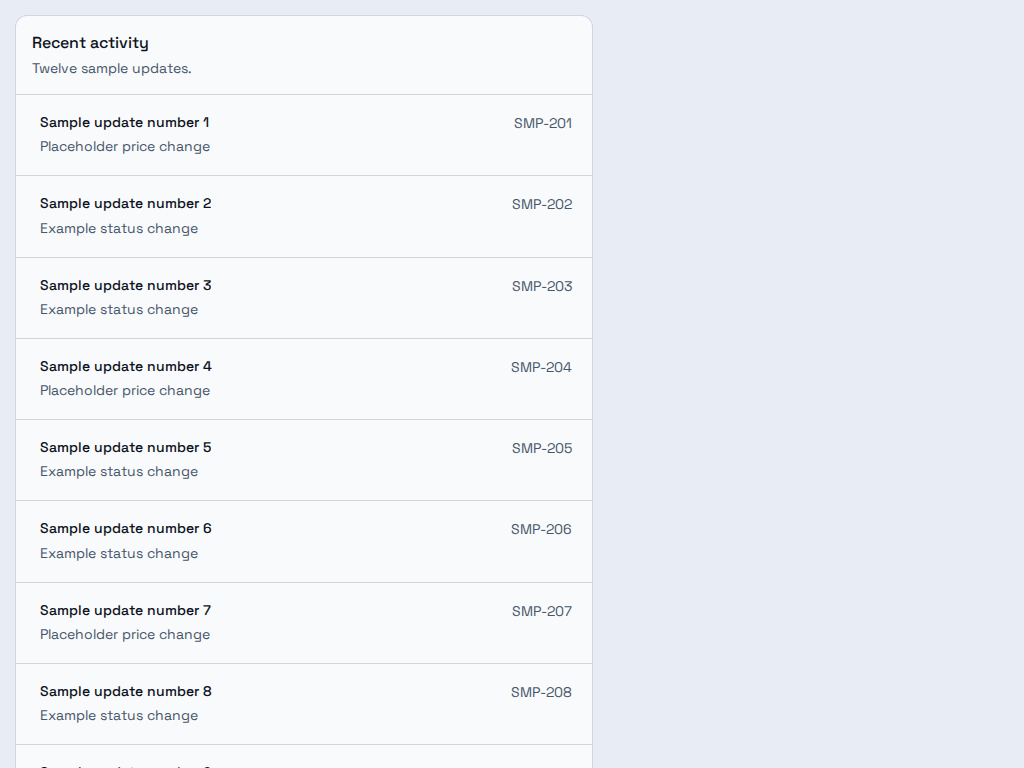 Recent activity
Twelve sample updates.
Sample update number 1
SMP-201
Placeholder price change
Sample update number 2
SMP-202
Example status change
Sample update number 3
SMP-203
Example status change
Sample update number 4
SMP-204
Placeholder price change
Sample update number 5
SMP-205
Example status change
Sample update number 6
SMP-206
Example status change
Sample update number 7
SMP-207
Placeholder price change
Sample update number 8
SMP-208
Example status change